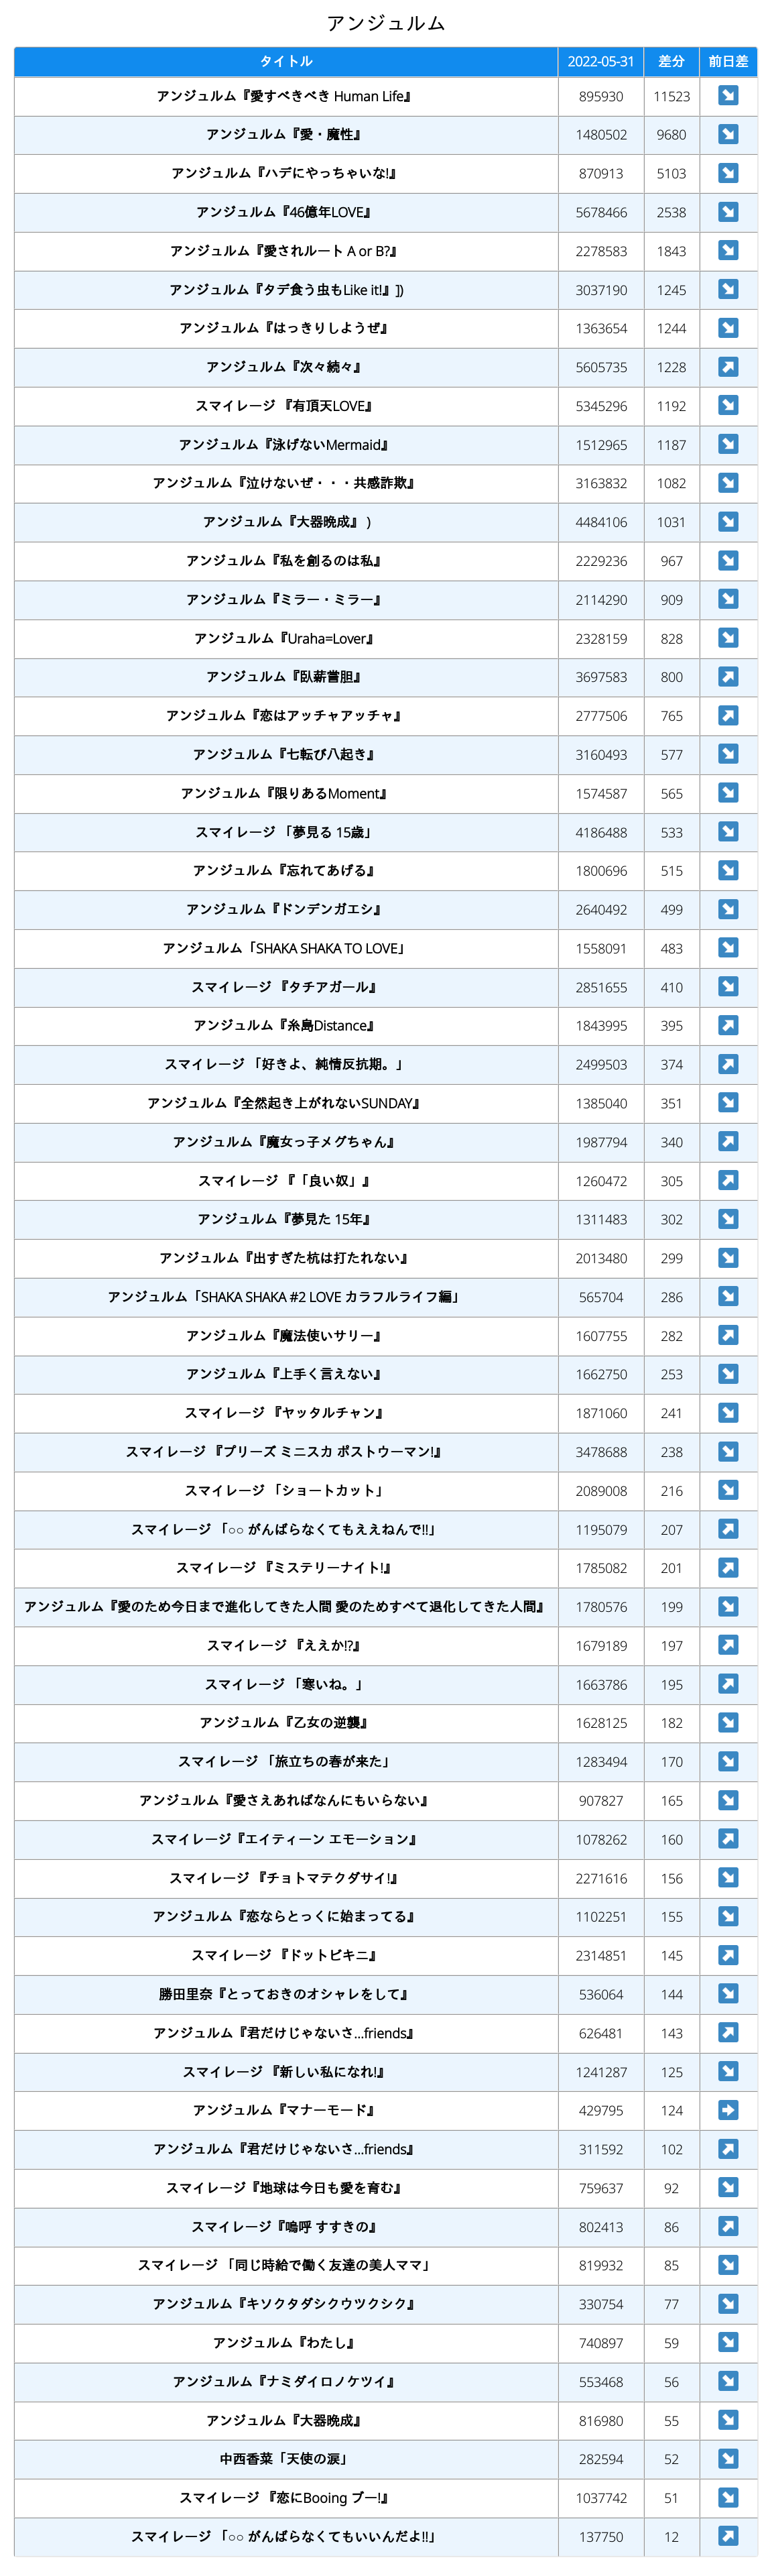 アンジュルム
タイトル 2022-05-31 差分 前日差
アンジュルム『愛すべきべき Human Life』 895930 11523 ↘
アンジュルム『愛・魔性』 1480502 9680 ↘
アンジュルム『ハデにやっちゃいな!』 870913 5103 ↘
アンジュルム『46億年LOVE』 5678466 2538 ↘
アンジュルム『愛されルート A or B?』 2278583 1843 ↘
アンジュルム『タデ食う虫もLike it!』]) 3037190 1245 ↘
アンジュルム『はっきりしようぜ』 1363654 1244 ↘
アンジュルム『次々続々』 5605735 1228 ↗
スマイレージ 『有頂天LOVE』 5345296 1192 ↘
アンジュルム『泳げないMermaid』 1512965 1187 ↘
アンジュルム『泣けないぜ・・・共感詐欺』 3163832 1082 ↘
アンジュルム『大器晩成』 ) 4484106 1031 ↘
アンジュルム『私を創るのは私』 2229236 967 ↘
アンジュルム『ミラー・ミラー』 2114290 909 ↘
アンジュルム『Uraha=Lover』 2328159 828 ↘
アンジュルム『臥薪嘗胆』 3697583 800 ↗
アンジュルム『恋はアッチャアッチャ』 2777506 765 ↗
アンジュルム『七転び八起き』 3160493 577 ↘
アンジュルム『限りあるMoment』 1574587 565 ↘
スマイレージ 「夢見る 15歳」 4186488 533 ↘
アンジュルム『忘れてあげる』 1800696 515 ↘
アンジュルム『ドンデンガエシ』 2640492 499 ↘
アンジュルム「SHAKA SHAKA TO LOVE」 1558091 483 ↘
スマイレージ 『タチアガール』 2851655 410 ↘
アンジュルム『糸島Distance』 1843995 395 ↗
スマイレージ 「好きよ、純情反抗期。」 2499503 374 ↗
アンジュルム『全然起き上がれないSUNDAY』 1385040 351 ↘
アンジュルム『魔女っ子メグちゃん』 1987794 340 ↗
スマイレージ 『「良い奴」』 1260472 305 ↗
アンジュルム『夢見た 15年』 1311483 302 ↘
アンジュルム『出すぎた杭は打たれない』 2013480 299 ↘
アンジュルム「SHAKA SHAKA #2 LOVE カラフルライフ編」 565704 286 ↘
アンジュルム『魔法使いサリー』 1607755 282 ↗
アンジュルム『上手く言えない』 1662750 253 ↘
スマイレージ 『ヤッタルチャン』 1871060 241 ↘
スマイレージ 『プリーズ ミニスカ ポストウーマン!』 3478688 238 ↘
スマイレージ 「ショートカット」 2089008 216 ↘
スマイレージ 「○○ がんばらなくてもええねんで!!」 1195079 207 ↗
スマイレージ 『ミステリーナイト!』 1785082 201 ↗
アンジュルム『愛のため今日まで進化してきた人間 愛のためすべて退化してきた人間』 1780576 199 ↘
スマイレージ 『ええか!?』 1679189 197 ↗
スマイレージ 「寒いね。」 1663786 195 ↗
アンジュルム『乙女の逆襲』 1628125 182 ↘
スマイレージ 「旅立ちの春が来た」 1283494 170 ↘
アンジュルム『愛さえあればなんにもいらない』 907827 165 ↘
スマイレージ『エイティーン エモーション』 1078262 160 ↗
スマイレージ 『チョトマテクダサイ!』 2271616 156 ↘
アンジュルム『恋ならとっくに始まってる』 1102251 155 ↘
スマイレージ 『ドットビキニ』 2314851 145 ↗
勝田里奈『とっておきのオシャレをして』 536064 144 ↘
アンジュルム『君だけじゃないさ...friends』 626481 143 ↗
スマイレージ 『新しい私になれ!』 1241287 125 ↘
アンジュルム『マナーモード』 429795 124 ➡
アンジュルム『君だけじゃないさ...friends』 311592 102 ↗
スマイレージ『地球は今日も愛を育む』 759637 92 ↘
スマイレージ『嗚呼 すすきの』 802413 86 ↗
スマイレージ 「同じ時給で働く友達の美人ママ」 819932 85 ↘
アンジュルム『キソクタダシクウツクシク』 330754 77 ↘
アンジュルム『わたし』 740897 59 ↘
アンジュルム『ナミダイロノケツイ』 553468 56 ↘
アンジュルム『大器晩成』 816980 55 ↘
中西香菜「天使の涙」 282594 52 ↘
スマイレージ 『恋にBooing ブー!』 1037742 51 ↘
スマイレージ 「○○ がんばらなくてもいいんだよ!!」 137750 12 ↗